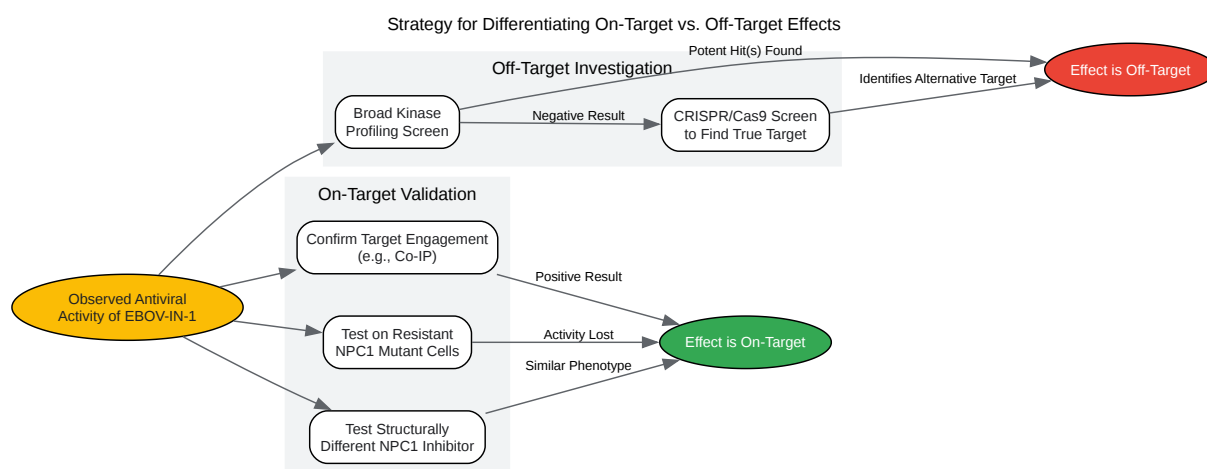 Strategy for Differentiating On-Target vs. Off-Target Effects
Potent Hit(s) Found
Effect is Off-Target
Off-Target Investigation
Identifies Alternative Target
Broad Kinase
Profiling Screen
Negative Result
CRISPR/Cas9 Screen
to Find True Target
On-Target Validation
Confirm Target Engagement
(e.g., Co-IP)
Positive Result
Observed Antiviral
Activity of EBOV-IN-1
Test on Resistant
NPC1 Mutant Cells
Activity Lost
Effect is On-Target
Similar Phenotype
Test Structurally
Different NPC1 Inhibitor